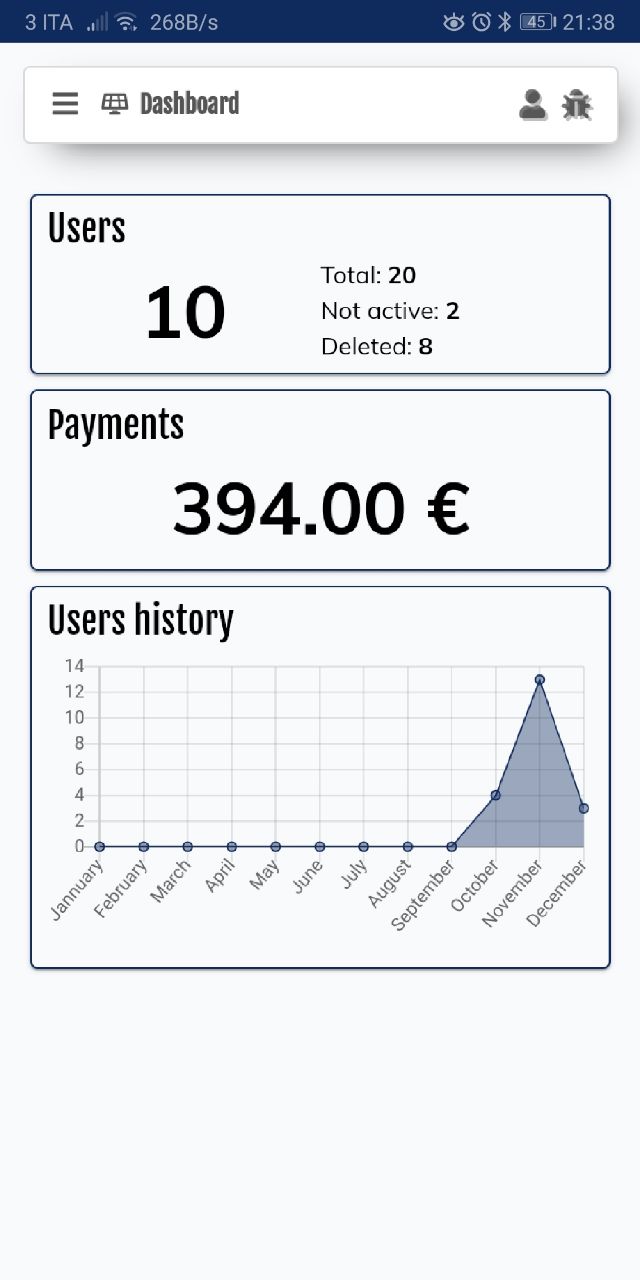 3 ITA 268B/s 45 21:38
Dashboard
Users
10
Total: 20
Not active: 2
Deleted: 8
Payments
394.00 €
Users history
14
12
10
8
6
4
2
0
Jannuary
February
March
April
May
June
July
August
September
October
November
December